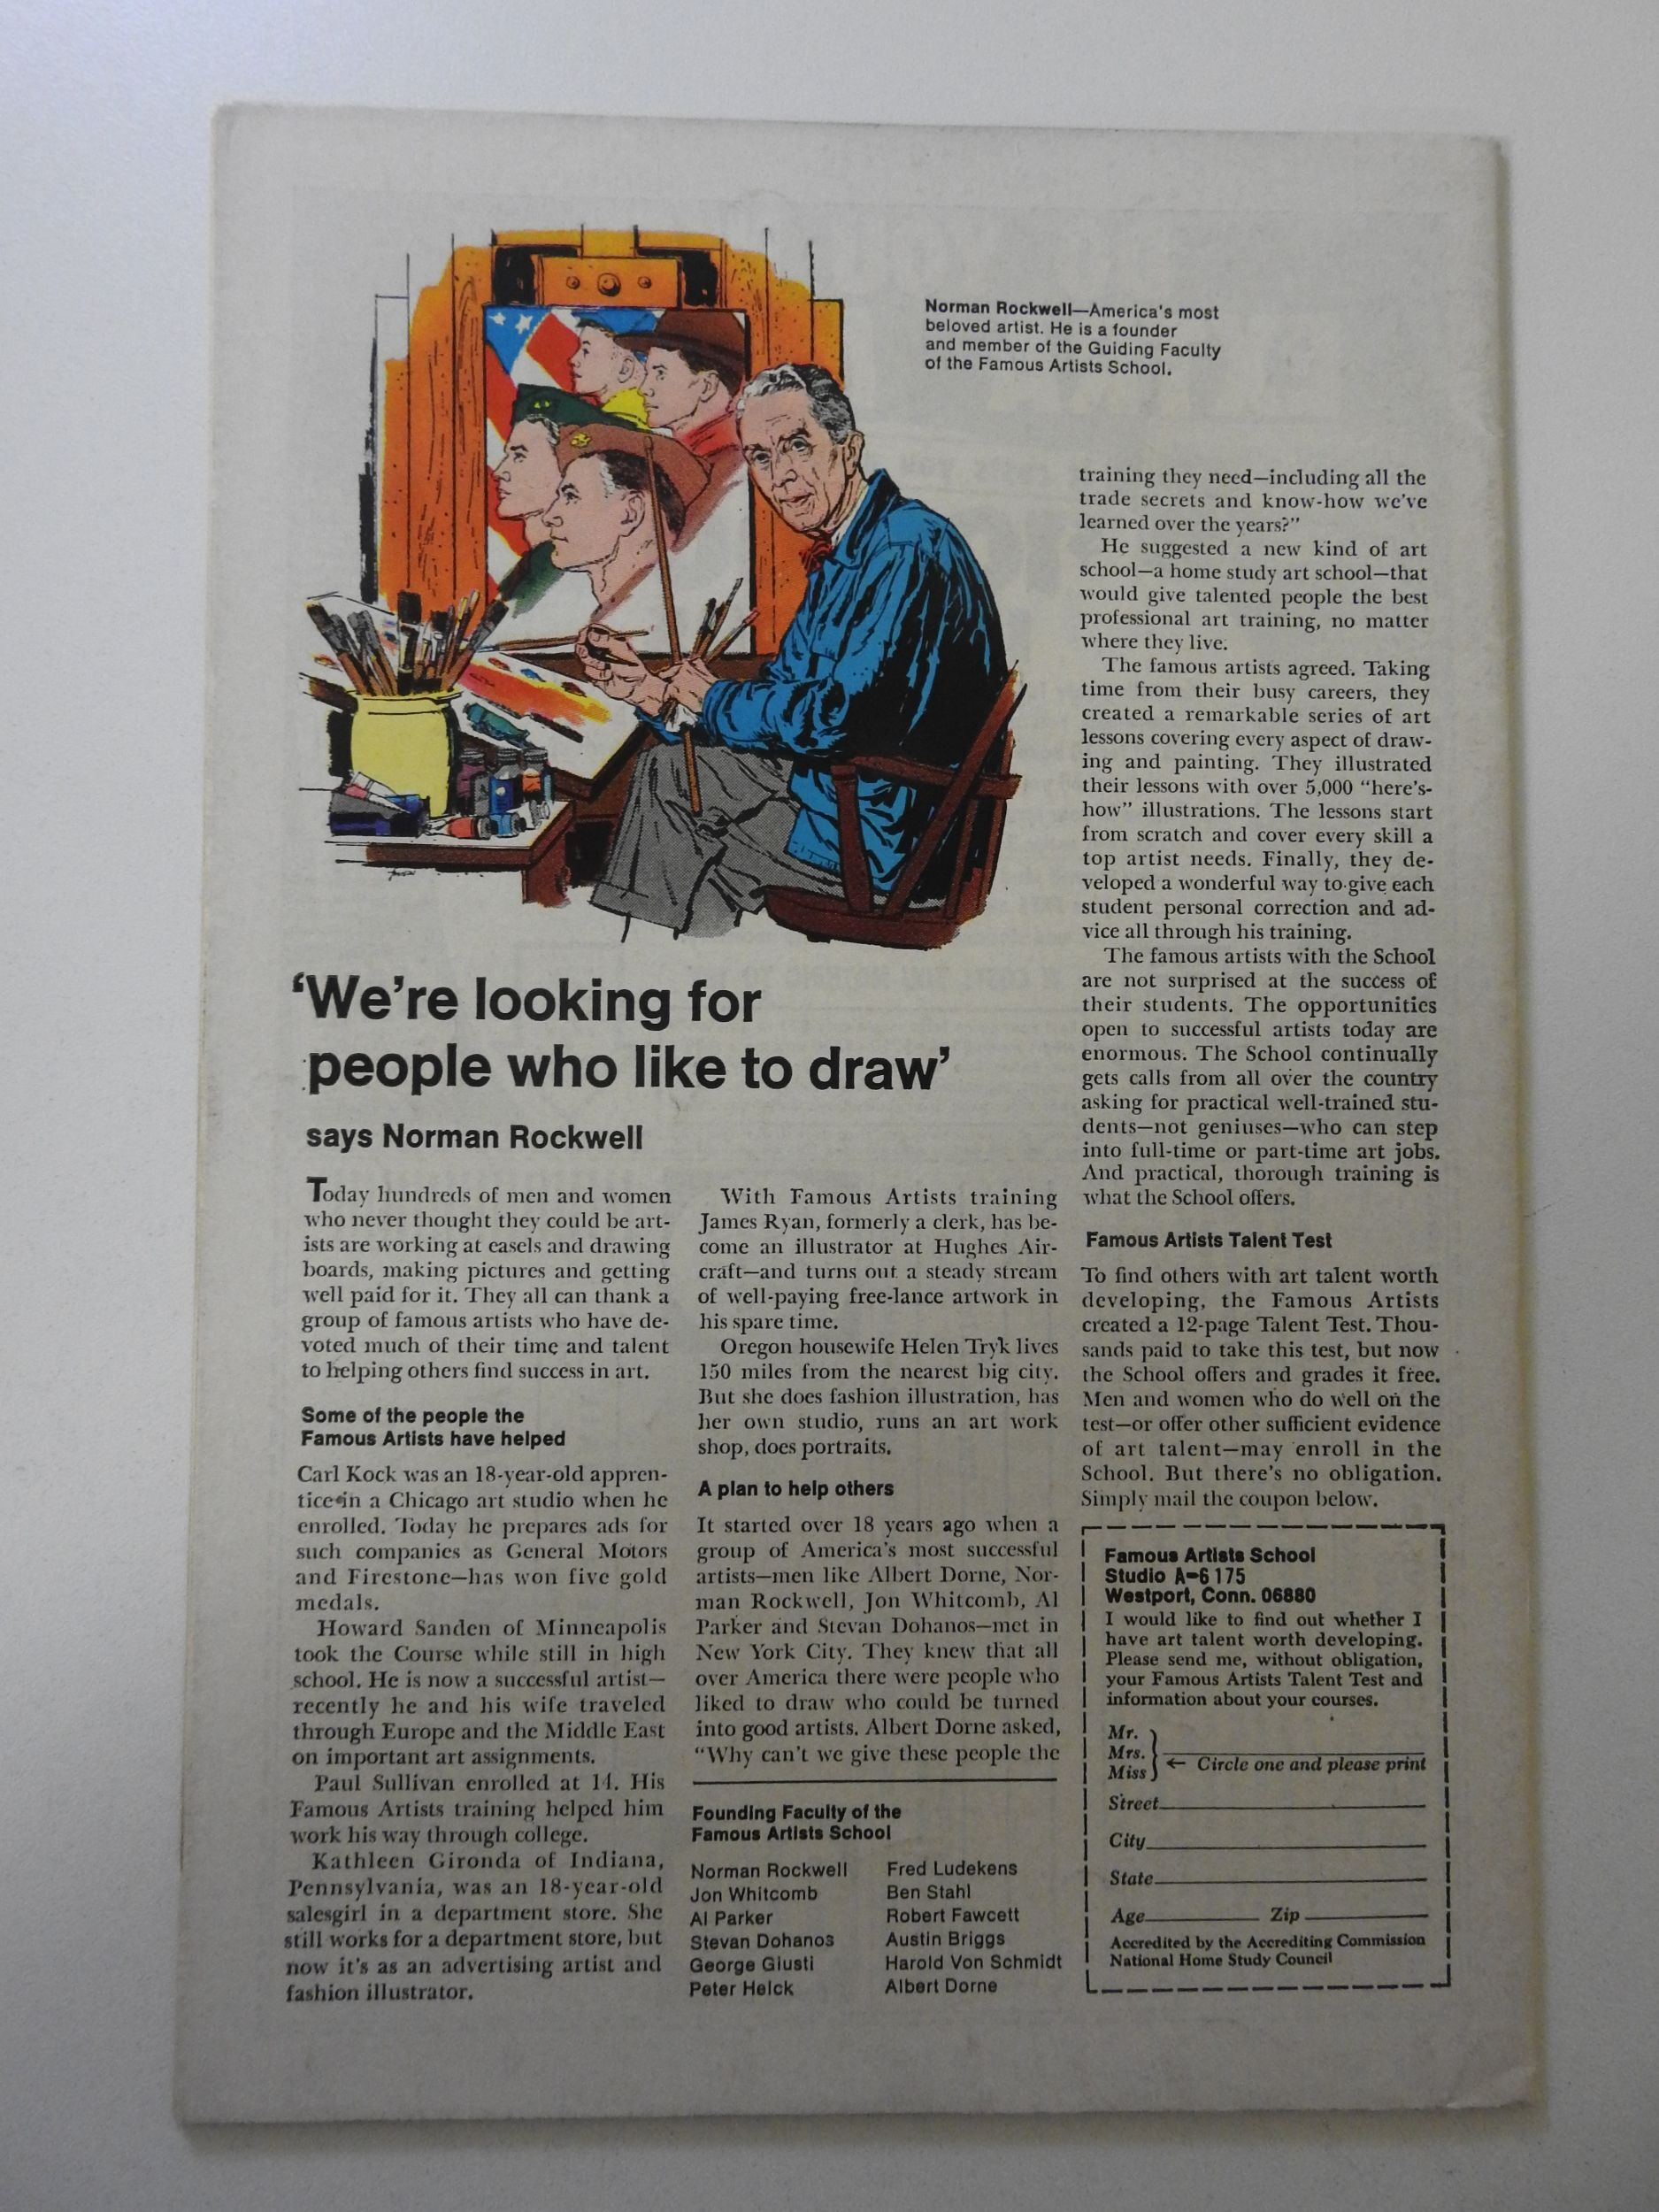 Norman Rockwell—America's most
beloved artist. He is a founder
and member of the Guiding Faculty
of the Famous Artists School.
'We're looking for
people who like to draw'
says Norman Rockwell
Today hundreds of men and women
who never thought they could be art-
ists are working at easels and drawing
boards, making pictures and getting
well paid for it. They all can thank a
group of famous artists who have de-
voted much of their time and talent
to helping others find success in art.
Some of the people the
Famous Artists have helped
Carl Kock was an 18-year-old appren-
tice in a Chicago art studio when he
enrolled. Today he prepares ads for
such companies as General Motors
and Firestone—has won five gold
medals.
Howard Sanden of Minneapolis
took the Course while still in high
school. He is now a successful artist—
recently he and his wife traveled
through Europe and the Middle East
on important art assignments.
Paul Sullivan enrolled at 14. His
Famous Artists training helped him
work his way through college.
Kathleen Gironda of Indiana,
Pennsylvania, was an 18-year-old
salesgirl in a department store. She
still works for a department store, but
now it's as an advertising artist and
fashion illustrator.
With Famous Artists training
James Ryan, formerly a clerk, has be-
come an illustrator at Hughes Air-
craft—and turns out a steady stream
of well-paying free-lance artwork in
his spare time.
Oregon housewife Helen Tryk lives
150 miles from the nearest big city.
But she does fashion illustration, has
her own studio, runs an art work
shop, does portraits.
A plan to help others
It started over 18 years ago when a
group of America's most successful
artists—men like Albert Dorne, Nor-
man Rockwell, Jon Whitcomb, Al
Parker and Stevan Dohanos—met in
New York City. They knew that all
over America there were people who
liked to draw who could be turned
into good artists. Albert Dorne asked,
"Why can't we give these people the
Founding Faculty of the
Famous Artists School
Norman Rockwell
Jon Whitcomb
Al Parker
Stevan Dohanos
George Giusti
Peter Helck
Fred Ludekens
Ben Stahl
Robert Fawcett
Austin Briggs
Harold Von Schmidt
Albert Dorne
training they need—including all the
trade secrets and know-how we've
learned over the years?"
He suggested a new kind of art
school—a home study art school—that
would give talented people the best
professional art training, no matter
where they live.
The famous artists agreed. Taking
time from their busy careers, they
created a remarkable series of art
lessons covering every aspect of draw-
ing and painting. They illustrated
their lessons with over 5,000 "here's-
how" illustrations. The lessons start
from scratch and cover every skill a
top artist needs. Finally, they de-
veloped a wonderful way to give each
student personal correction and ad-
vice all through his training.
The famous artists with the School
are not surprised at the success of
their students. The opportunities
open to successful artists today are
enormous. The School continually
gets calls from all over the country
asking for practical well-trained stu-
dents—not geniuses—who can step
into full-time or part-time art jobs.
And practical, thorough training is
what the School offers.
Famous Artists Talent Test
To find others with art talent worth
developing, the Famous Artists
created a 12-page Talent Test. Thou-
sands paid to take this test, but now
the School offers and grades it free.
Men and women who do well on the
test—or offer other sufficient evidence
of art talent—may enroll in the
School. But there's no obligation.
Simply mail the coupon below.
Famous Artists School
Studio A-6175
Westport, Conn. 06880
I would like to find out whether I
have art talent worth developing.
Please send me, without obligation,
your Famous Artists Talent Test and
information about your courses.
Mr.
Mrs.
Miss
← Circle one and please print
Street
City
State
Age Zip
Accredited by the Accrediting Commission
National Home Study Council